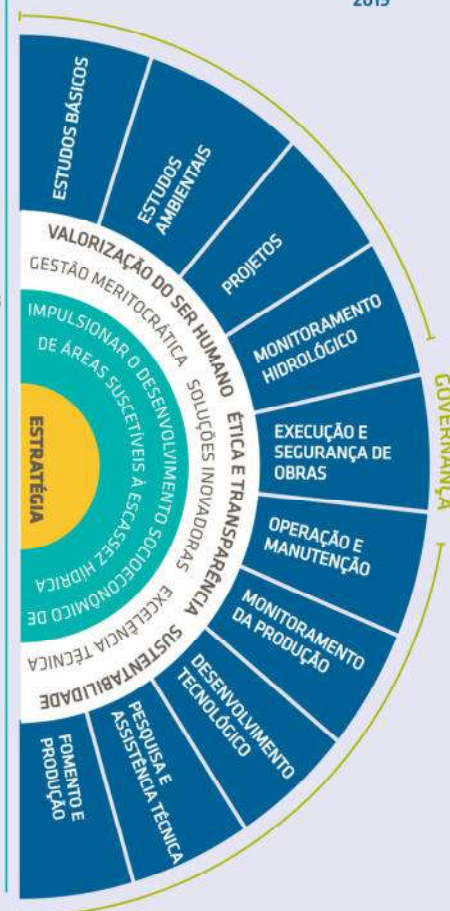 2019
ESTUDOS BÁSICOS
ESTUDOS
AMBIENTAIS
PROJETOS
MONITORAMENTO
HIDROLÓGICO
EXECUÇÃO E
SEGURANÇA DE
OBRAS
OPERAÇÃO E
MANUTENÇÃO
MONITORAMENTO
DA PRODUÇÃO
DESENVOLVIMENTO
TECNOLÓGICO
PESQUISA E
ASSISTÊNCIA TÉCNICA
FOMENTO E
PRODUÇÃO
GOVERNANÇA
VALORIZAÇÃO DO SER HUMANO ÉTICA E TRANSPARÊNCIA SUSTENTABILIDADE
GESTÃO MERITOCRÁTICA SOLUÇÕES INOVADORAS EXCELÊNCIA TÉCNICA
IMPULSIONAR O DESENVOLVIMENTO SOCIOECONÔMICO DE
DE ÁREAS SUSCETÍVEIS À ESCASSEZ HÍDRICA
ESTRATÉGIA